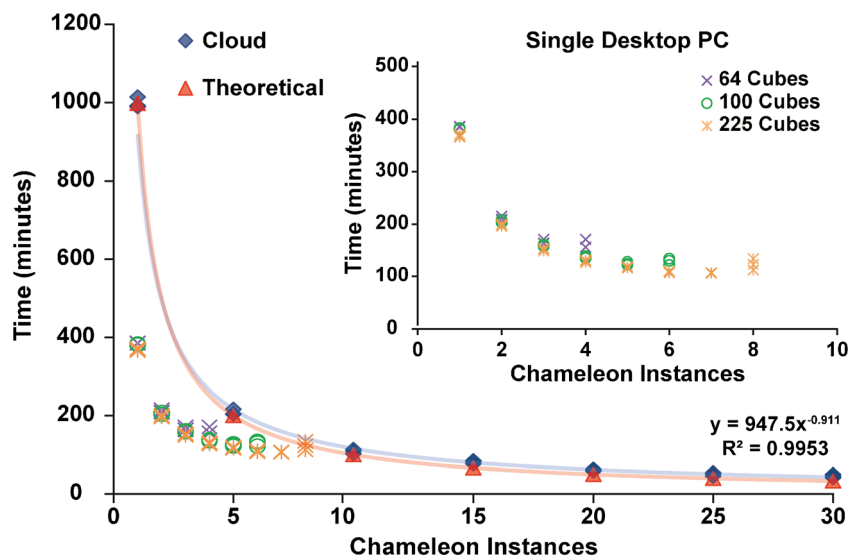 1200
1000
800
600
400
200
0
Time (minutes)
Cloud
Theoretical
0
5
10
15
20
25
30
Chameleon Instances
y = 947.5x^-0.911
R² = 0.9953
Single Desktop PC
500
400
300
200
100
0
Time (minutes)
64 Cubes
100 Cubes
225 Cubes
0
2
4
6
8
10
Chameleon Instances